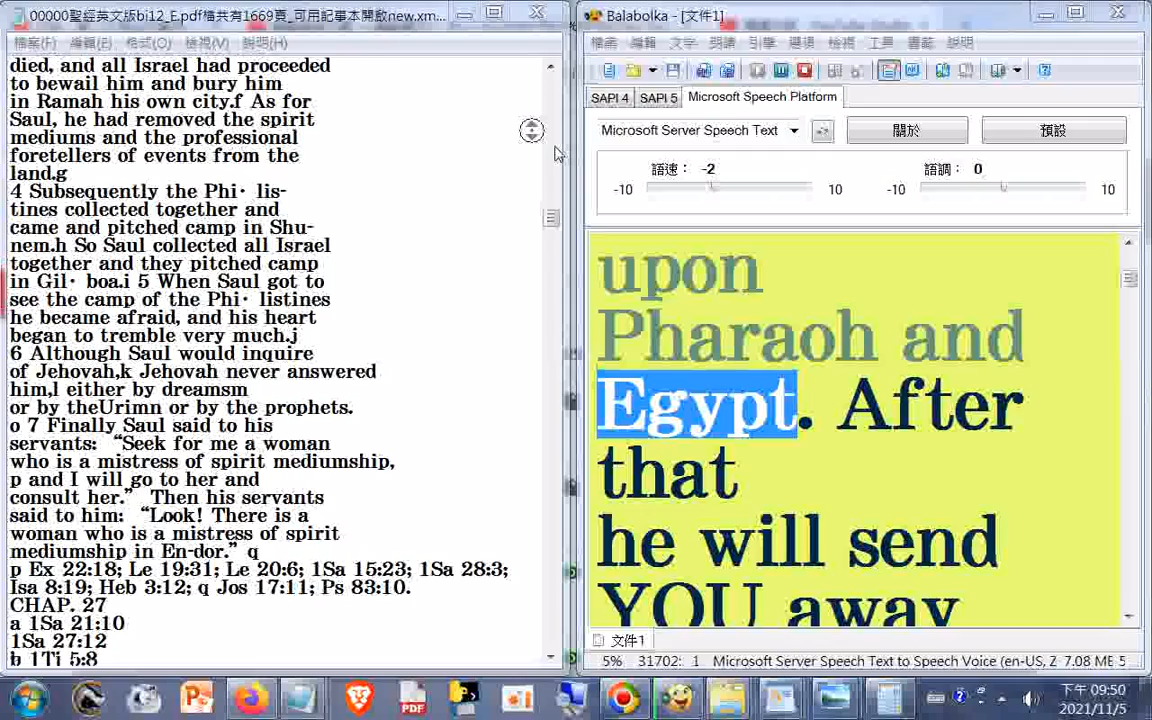 00000聖經英文版bi12_E.pdf檔共有1669頁_可用記事本開啟new.xm...
檔案(F) 編輯(E) 格式(O) 檢視(V) 說明(H)
died, and all Israel had proceeded
to bewail him and bury him
in Ramah his own city.f As for
Saul, he had removed the spirit
mediums and the professional
foretellers of events from the
land.g
4 Subsequently the Phi· lis-
tines collected together and
came and pitched camp in Shu-
nem.h So Saul collected all Israel
together and they pitched camp
in Gil· boa.i 5 When Saul got to
see the camp of the Phi· listines
he became afraid, and his heart
began to tremble very much.j
6 Although Saul would inquire
of Jehovah,k Jehovah never answered
him,l either by dreamsm
or by theUrimn or by the prophets.
o 7 Finally Saul said to his
servants: “Seek for me a woman
who is a mistress of spirit mediumship,
p and I will go to her and
consult her.” Then his servants
said to him: “Look! There is a
woman who is a mistress of spirit
mediumship in En-dor.” q
p Ex 22:18; Le 19:31; Le 20:6; 1Sa 15:23; 1Sa 28:3;
Isa 8:19; Heb 3:12; q Jos 17:11; Ps 83:10.
CHAP. 27
a 1Sa 21:10
1Sa 27:12
b 1Ti 5:8
Balabolka - [文件1]
檔案 編輯 文字 朗讀 引擎 選項 檢視 工具 書籤 說明
SAPI 4 SAPI 5 Microsoft Speech Platform
Microsoft Server Speech Text 關於 預設
語速： -2 語調： 0
-10 10 -10 10
upon
Pharaoh and
Egypt. After
that
he will send
YOU away
文件1
5% 31702: 1 Microsoft Server Speech Text to Speech Voice (en-US, Z 7.08 MB 5
PDF
下午 09:50
2021/11/5